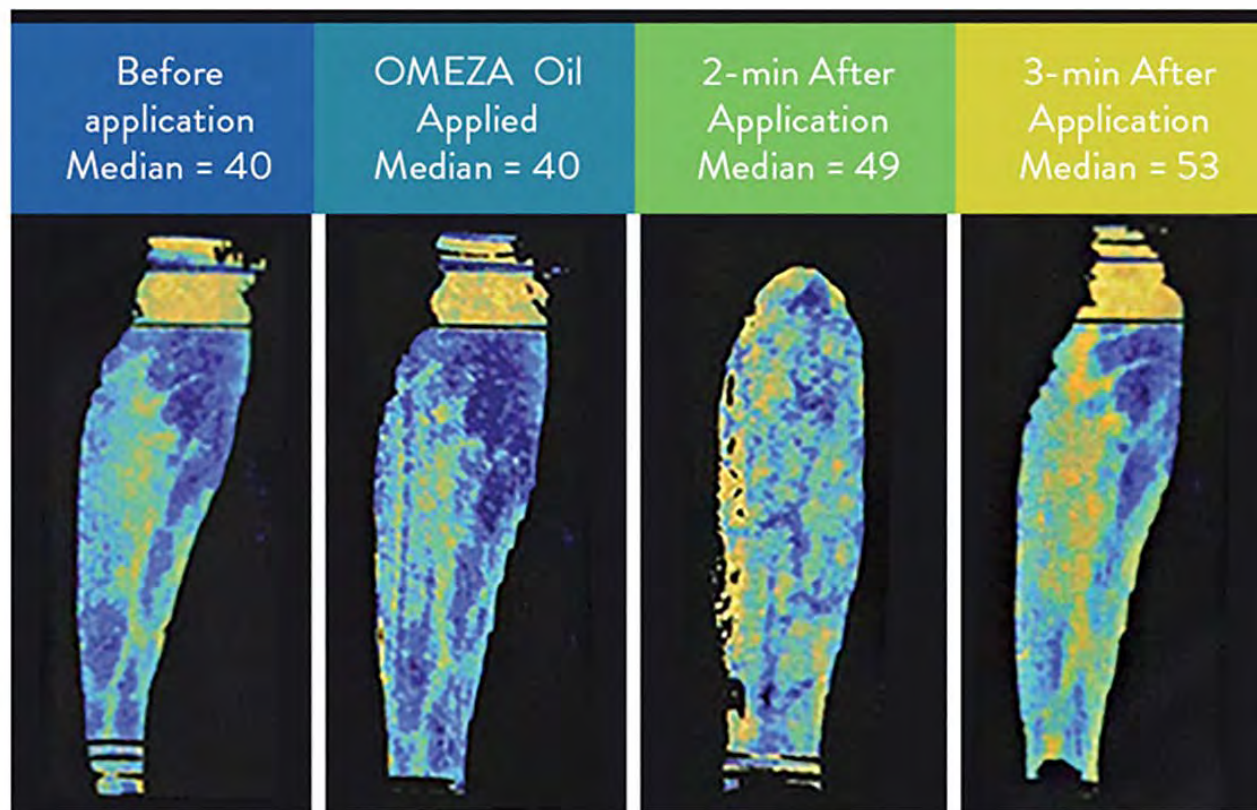 Before
application
Median = 40
OMEZA Oil
Applied
Median = 40
2-min After
Application
Median = 49
3-min After
Application
Median = 53